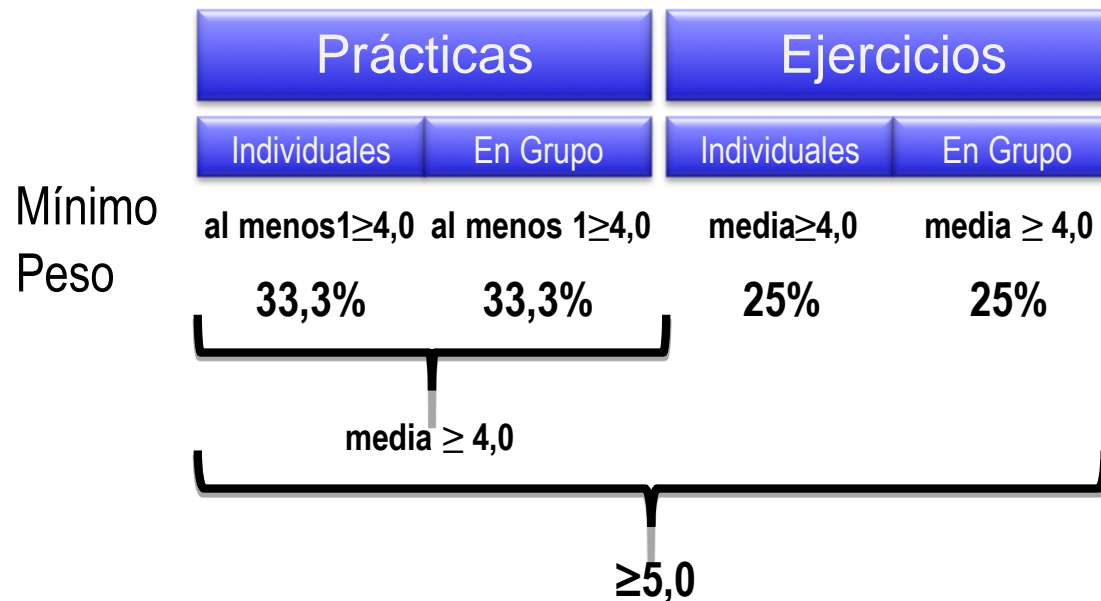 Prácticas Ejercicios
Individuales En Grupo Individuales En Grupo
Mínimo al menos1≥4,0 al menos 1≥4,0 media≥4,0 media ≥ 4,0
Peso 33,3% 33,3% 25% 25%
media ≥ 4,0
≥5,0